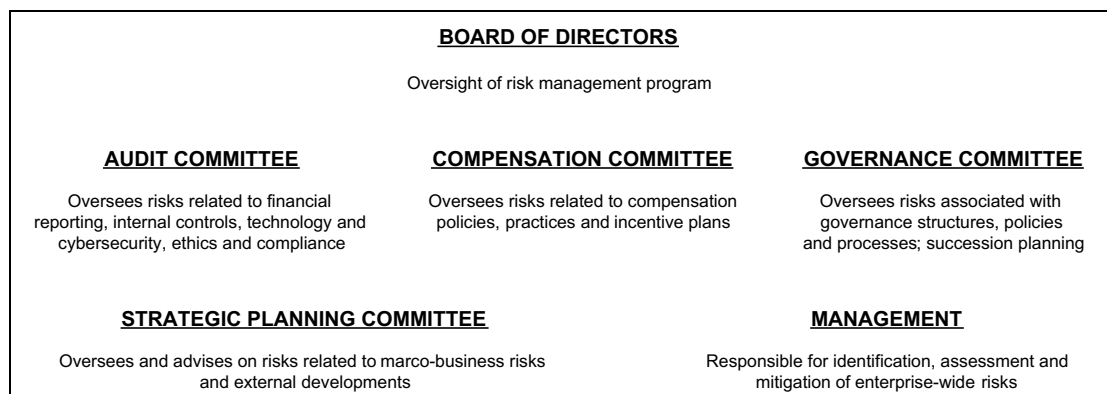 BOARD OF DIRECTORS
Oversight of risk management program
AUDIT COMMITTEE
Oversees risks related to financial
reporting, internal controls, technology and
cybersecurity, ethics and compliance
COMPENSATION COMMITTEE
Oversees risks related to compensation
policies, practices and incentive plans
GOVERNANCE COMMITTEE
Oversees risks associated with
governance structures, policies
and processes; succession planning
STRATEGIC PLANNING COMMITTEE
Oversees and advises on risks related to marco-business risks
and external developments
MANAGEMENT
Responsible for identification, assessment and
mitigation of enterprise-wide risks